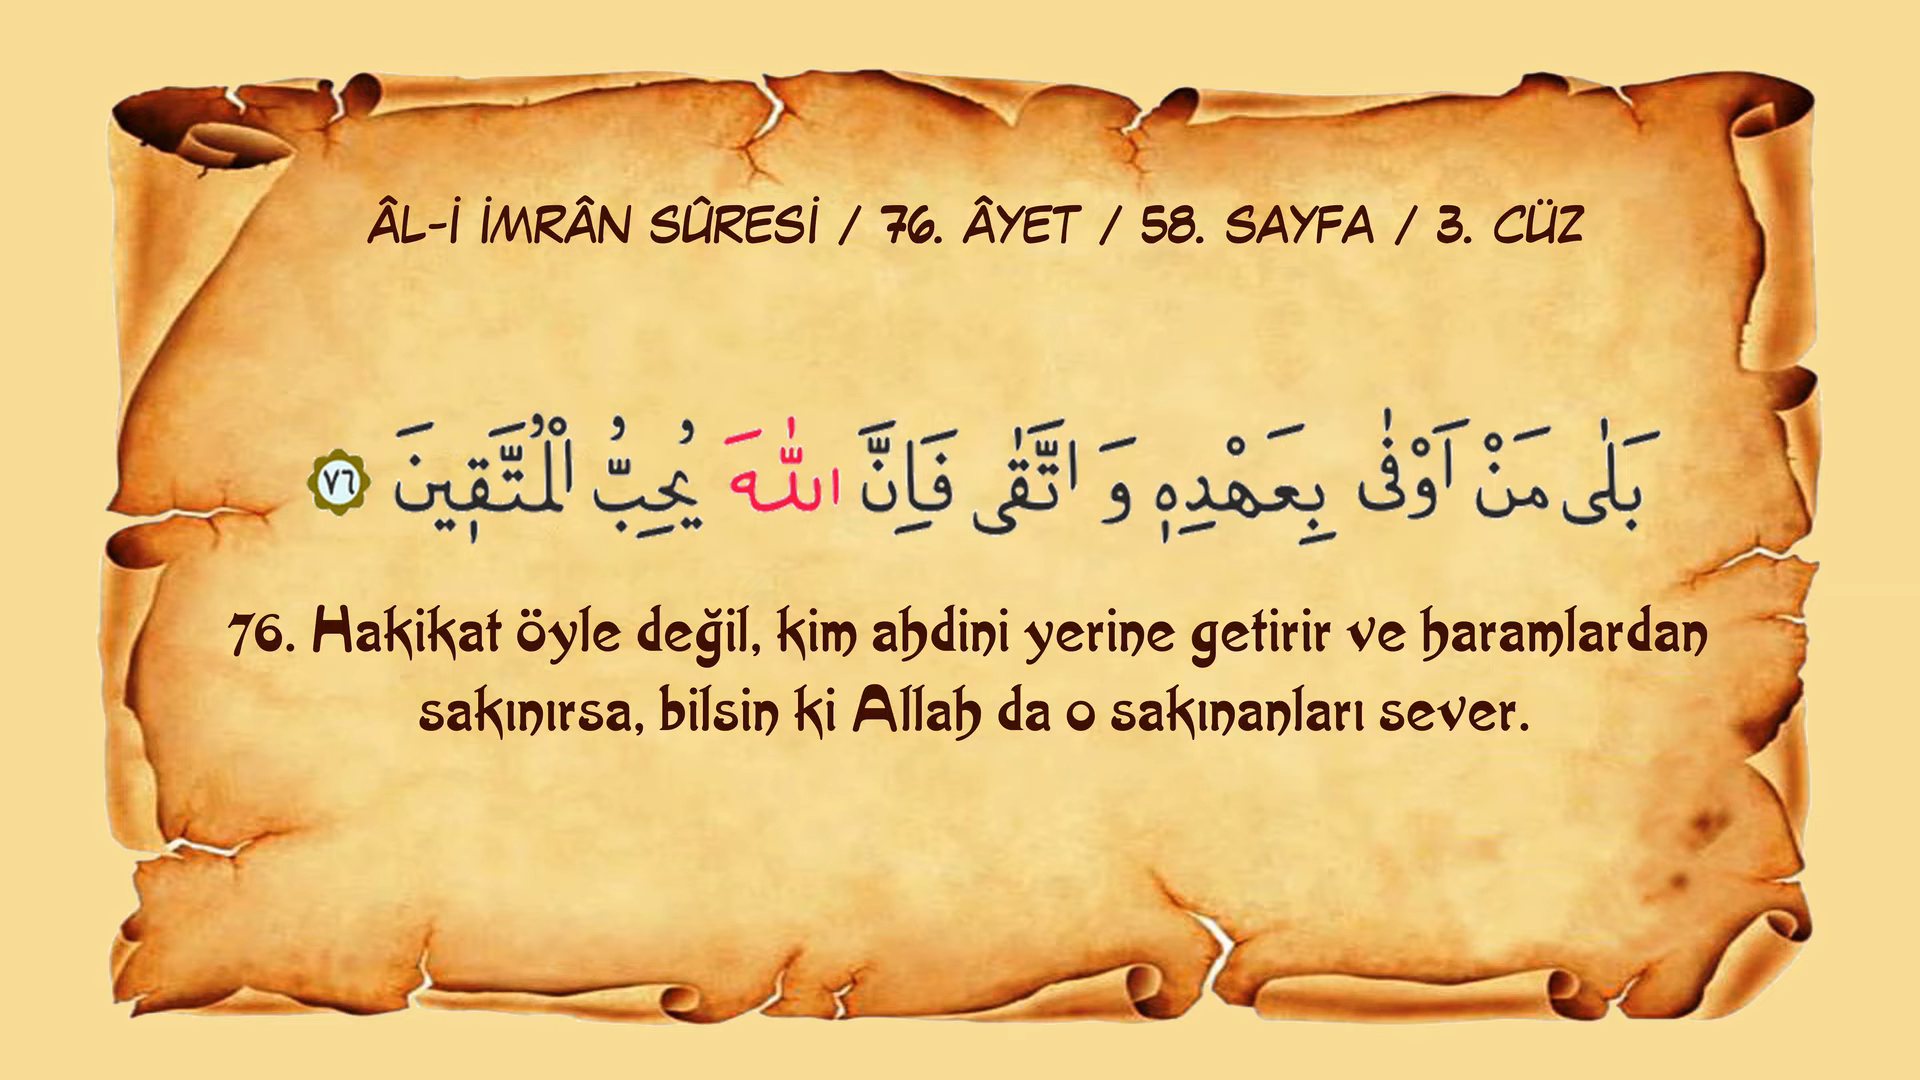 ÂL-İ İMRÂN SÛRESİ / 76. ÂYET / 58. SAYFA / 3. CÜZ
بَلٰى مَنْ اَوْفٰى بِعَهْدِه۪ وَ اتَّقٰى فَاِنَّ اللّٰهَ يُحِبُّ الْمُتَّق۪ينَ ٧٦
76. Hakikat öyle değil, kim ahdini yerine getirir ve haramlardan
sakınırsa, bilsin ki Allah da o sakınanları sever.